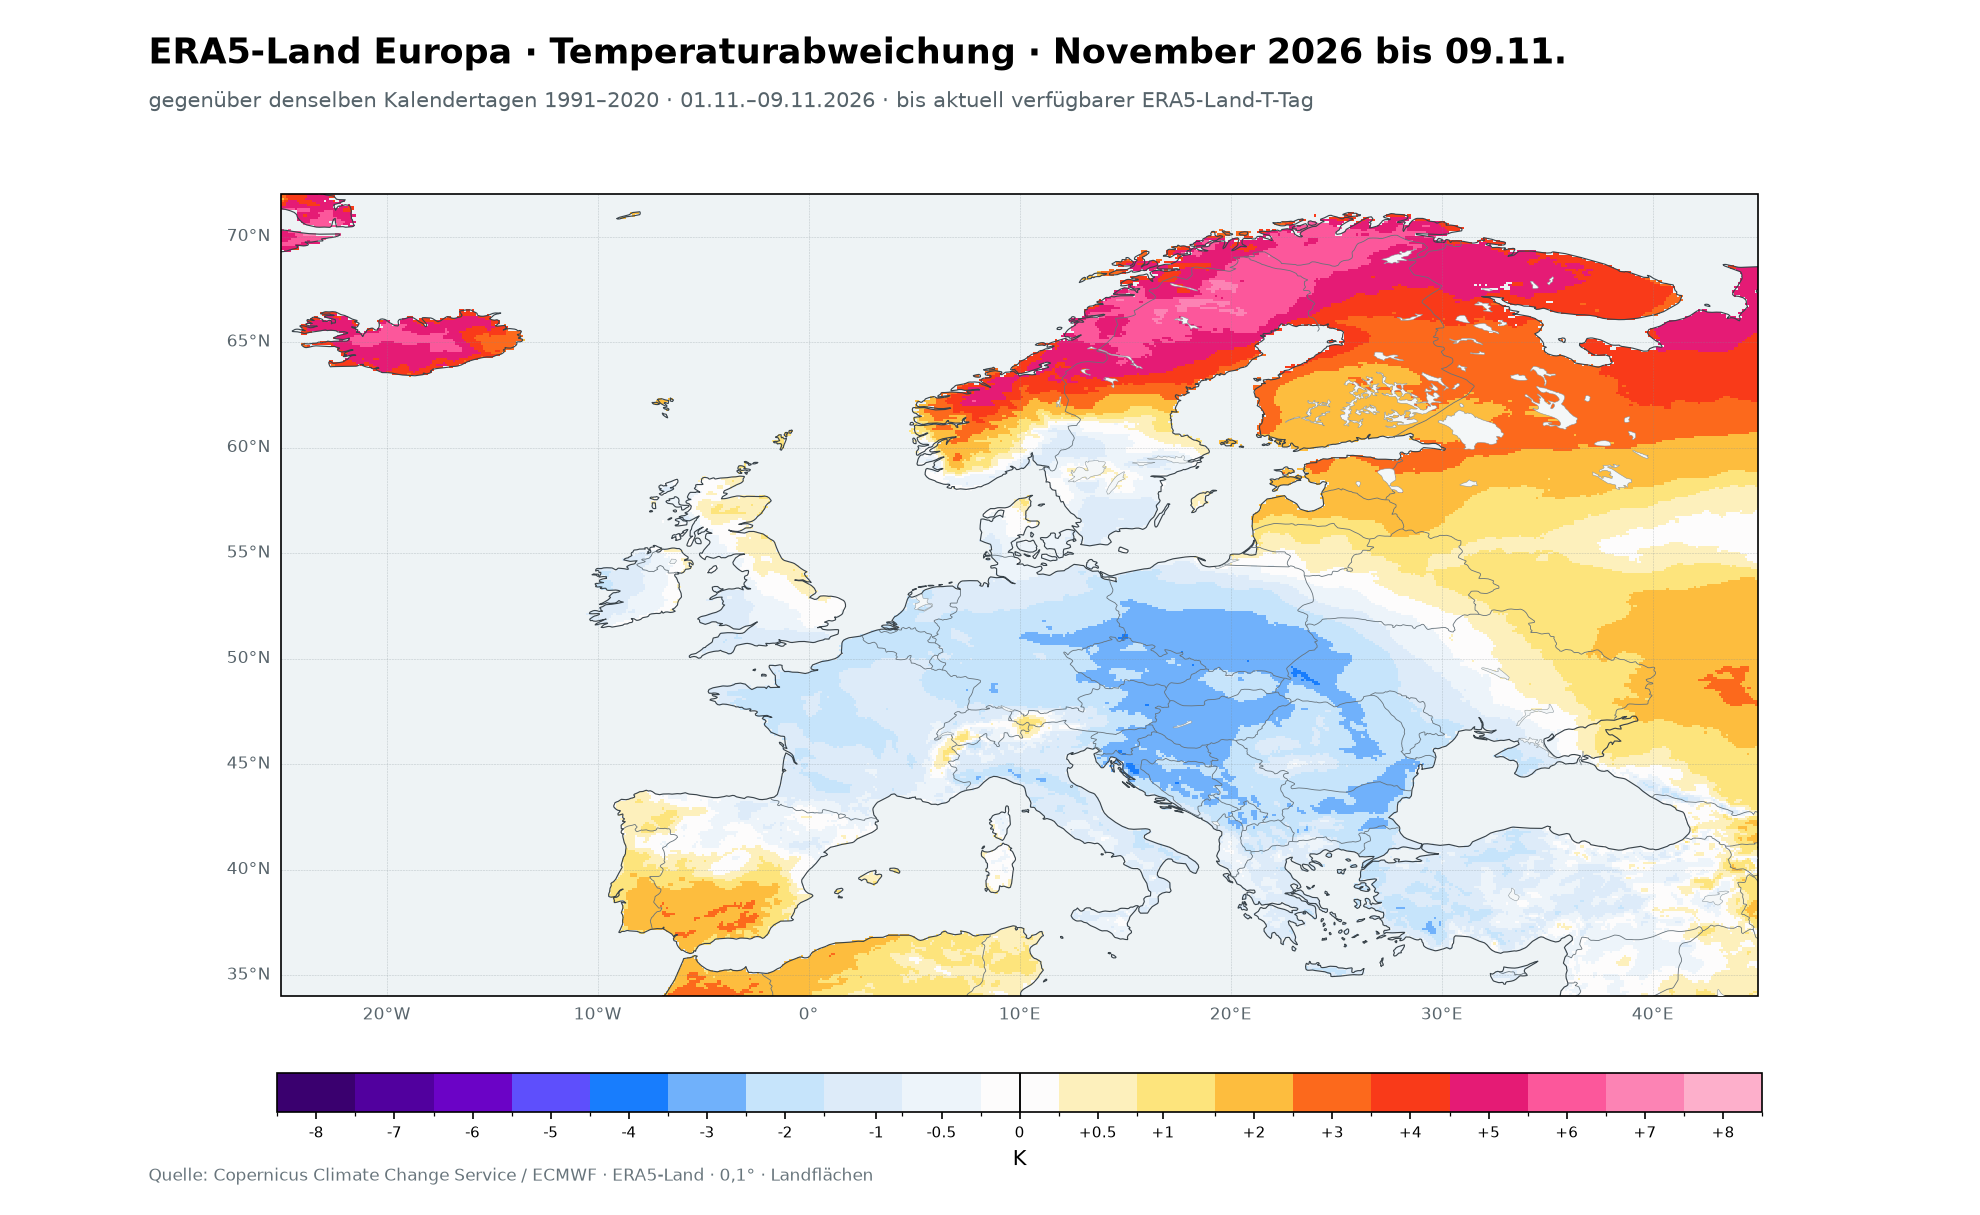 ERA5-Land Europa · Temperaturabweichung · November 2026 bis 09.11.
gegenüber denselben Kalendertagen 1991–2020 · 01.11.–09.11.2026 · bis aktuell verfügbarer ERA5-Land-T-Tag
70°N
65°N
60°N
55°N
50°N
45°N
40°N
35°N
20°W 10°W 0° 10°E 20°E 30°E 40°E
-8 -7 -6 -5 -4 -3 -2 -1 -0.5 0 +0.5 +1 +2 +3 +4 +5 +6 +7 +8
K
Quelle: Copernicus Climate Change Service / ECMWF · ERA5-Land · 0,1° · Landflächen